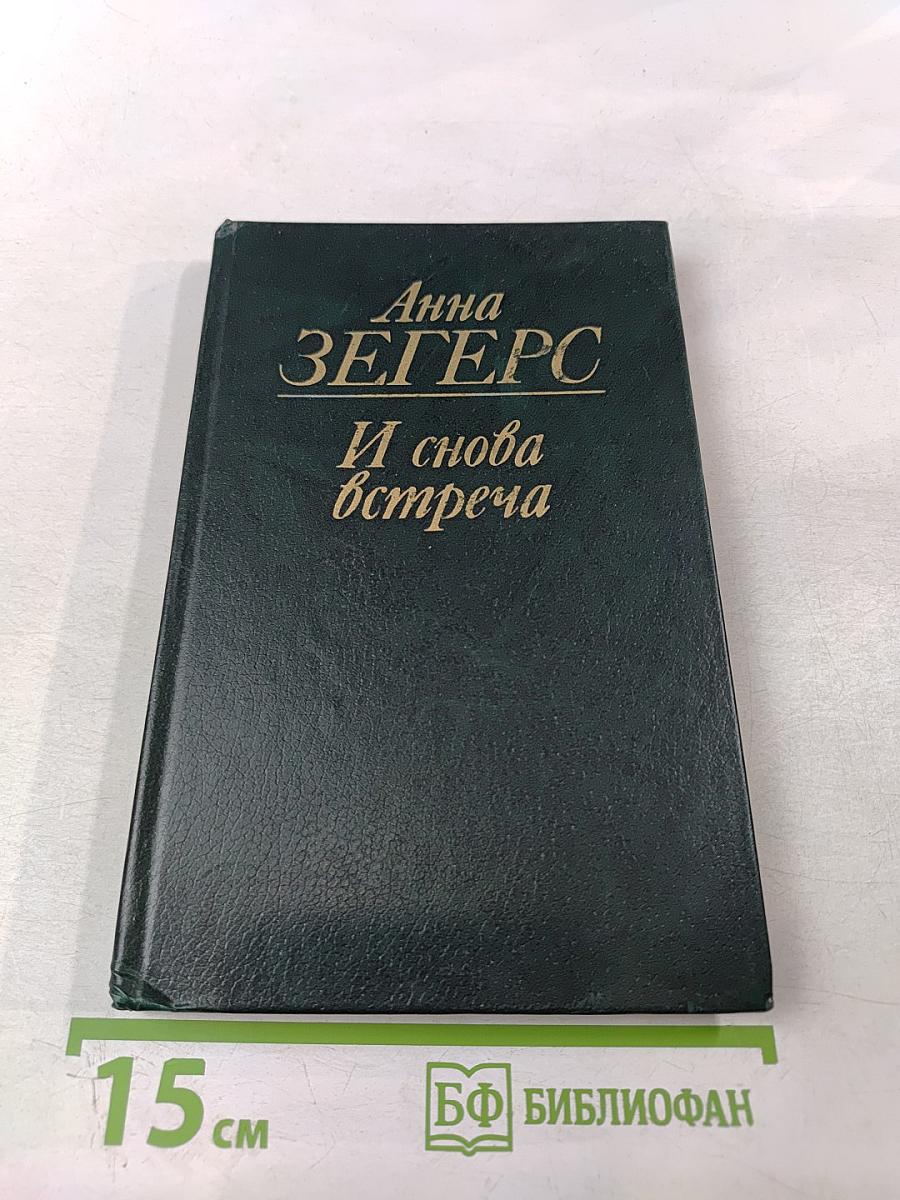 Анна
ЗЕГЕРС
И снова
встреча
15 см
БФ БИБЛИОФАН